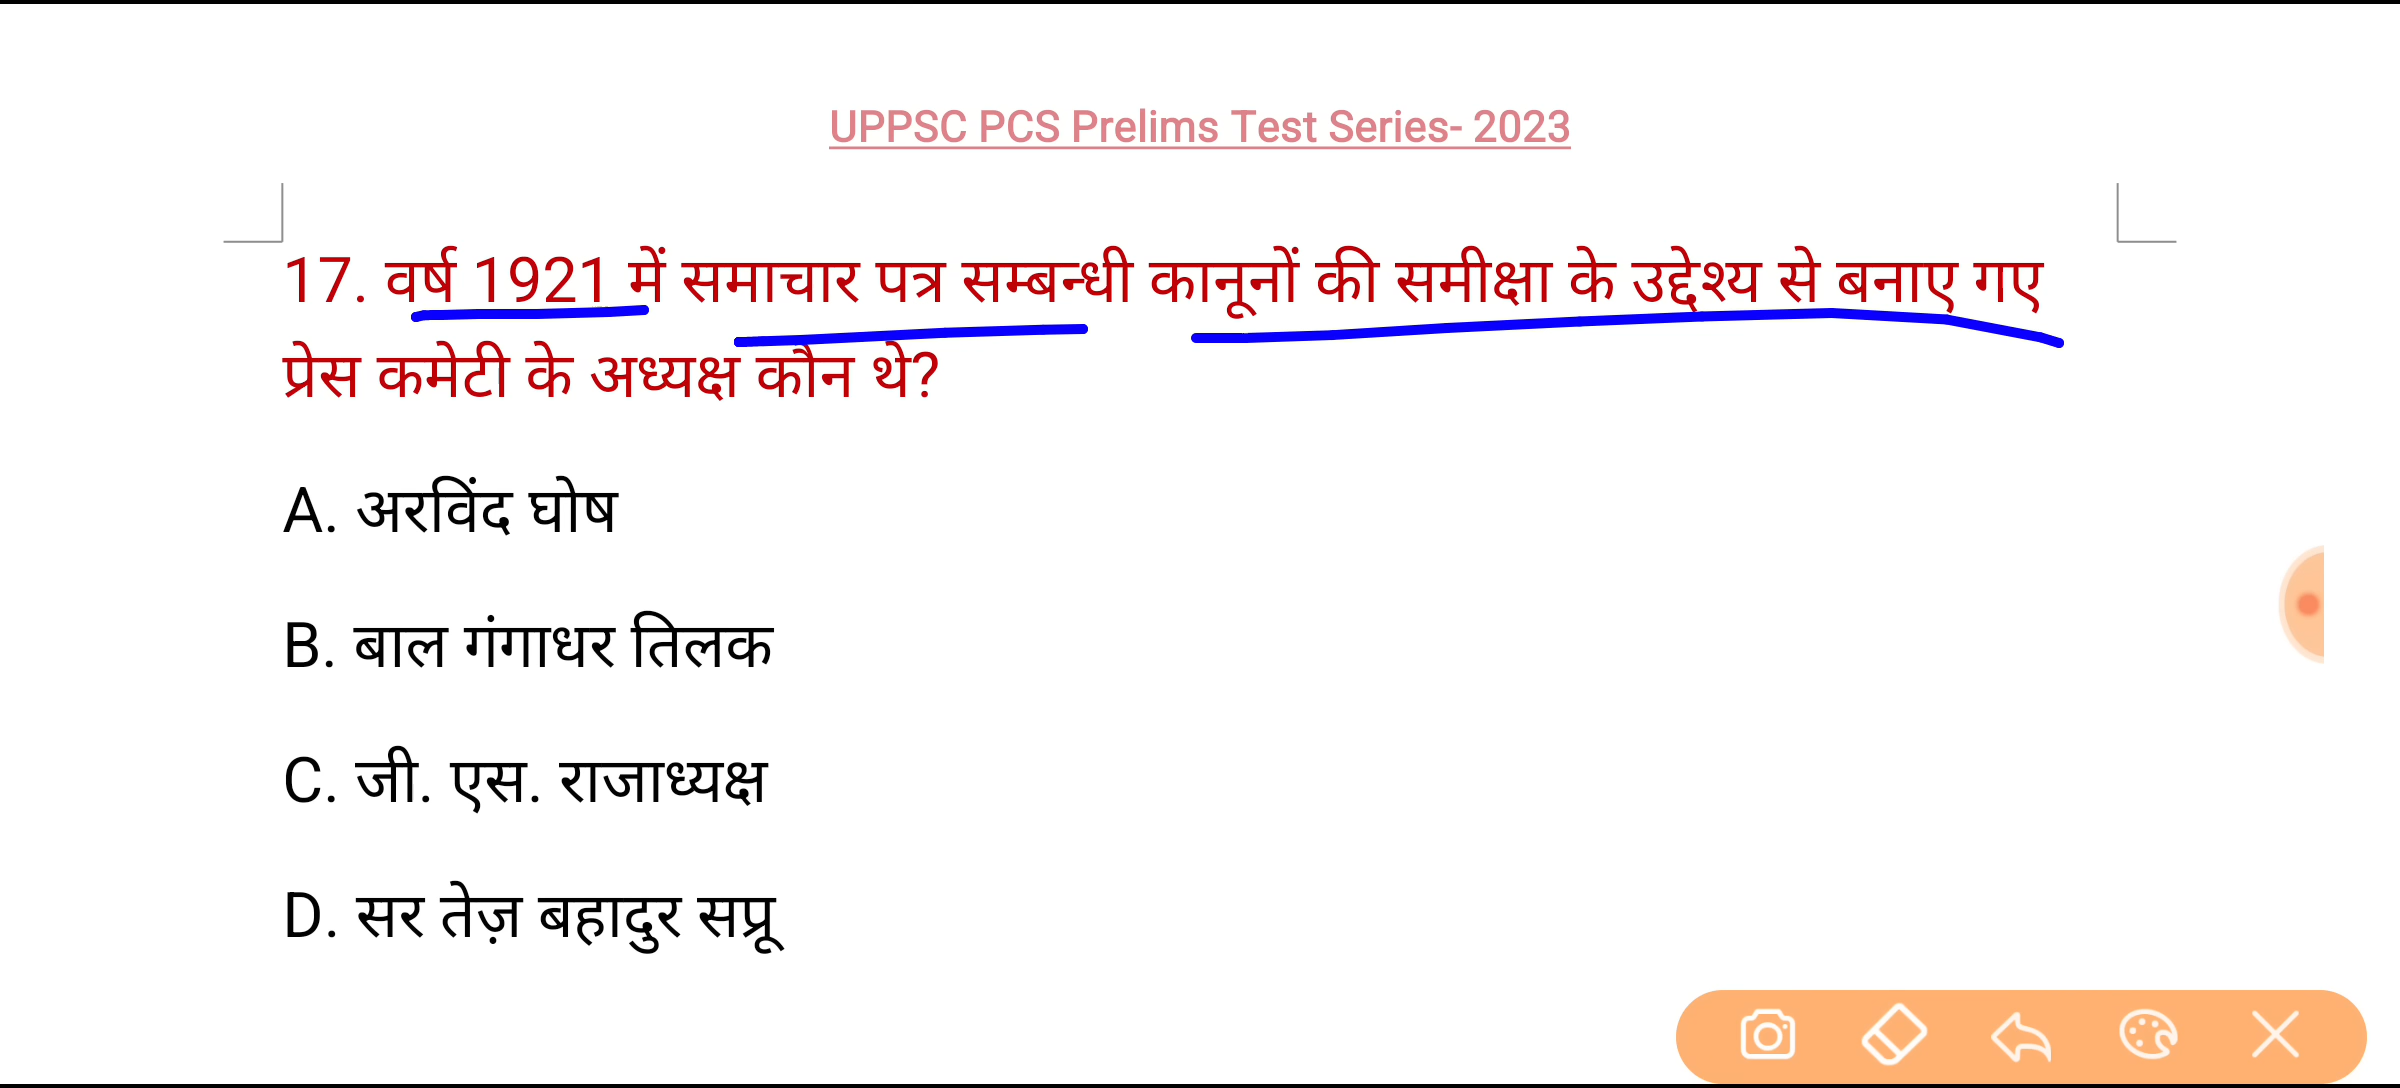 UPPSC PCS Prelims Test Series- 2023
17. वर्ष 1921 में समाचार पत्र सम्बन्धी कानूनों की समीक्षा के उद्देश्य से बनाए गए
प्रेस कमेटी के अध्यक्ष कौन थे?
A. अरविंद घोष
B. बाल गंगाधर तिलक
C. जी. एस. राजाध्यक्ष
D. सर तेज़ बहादुर सप्रू